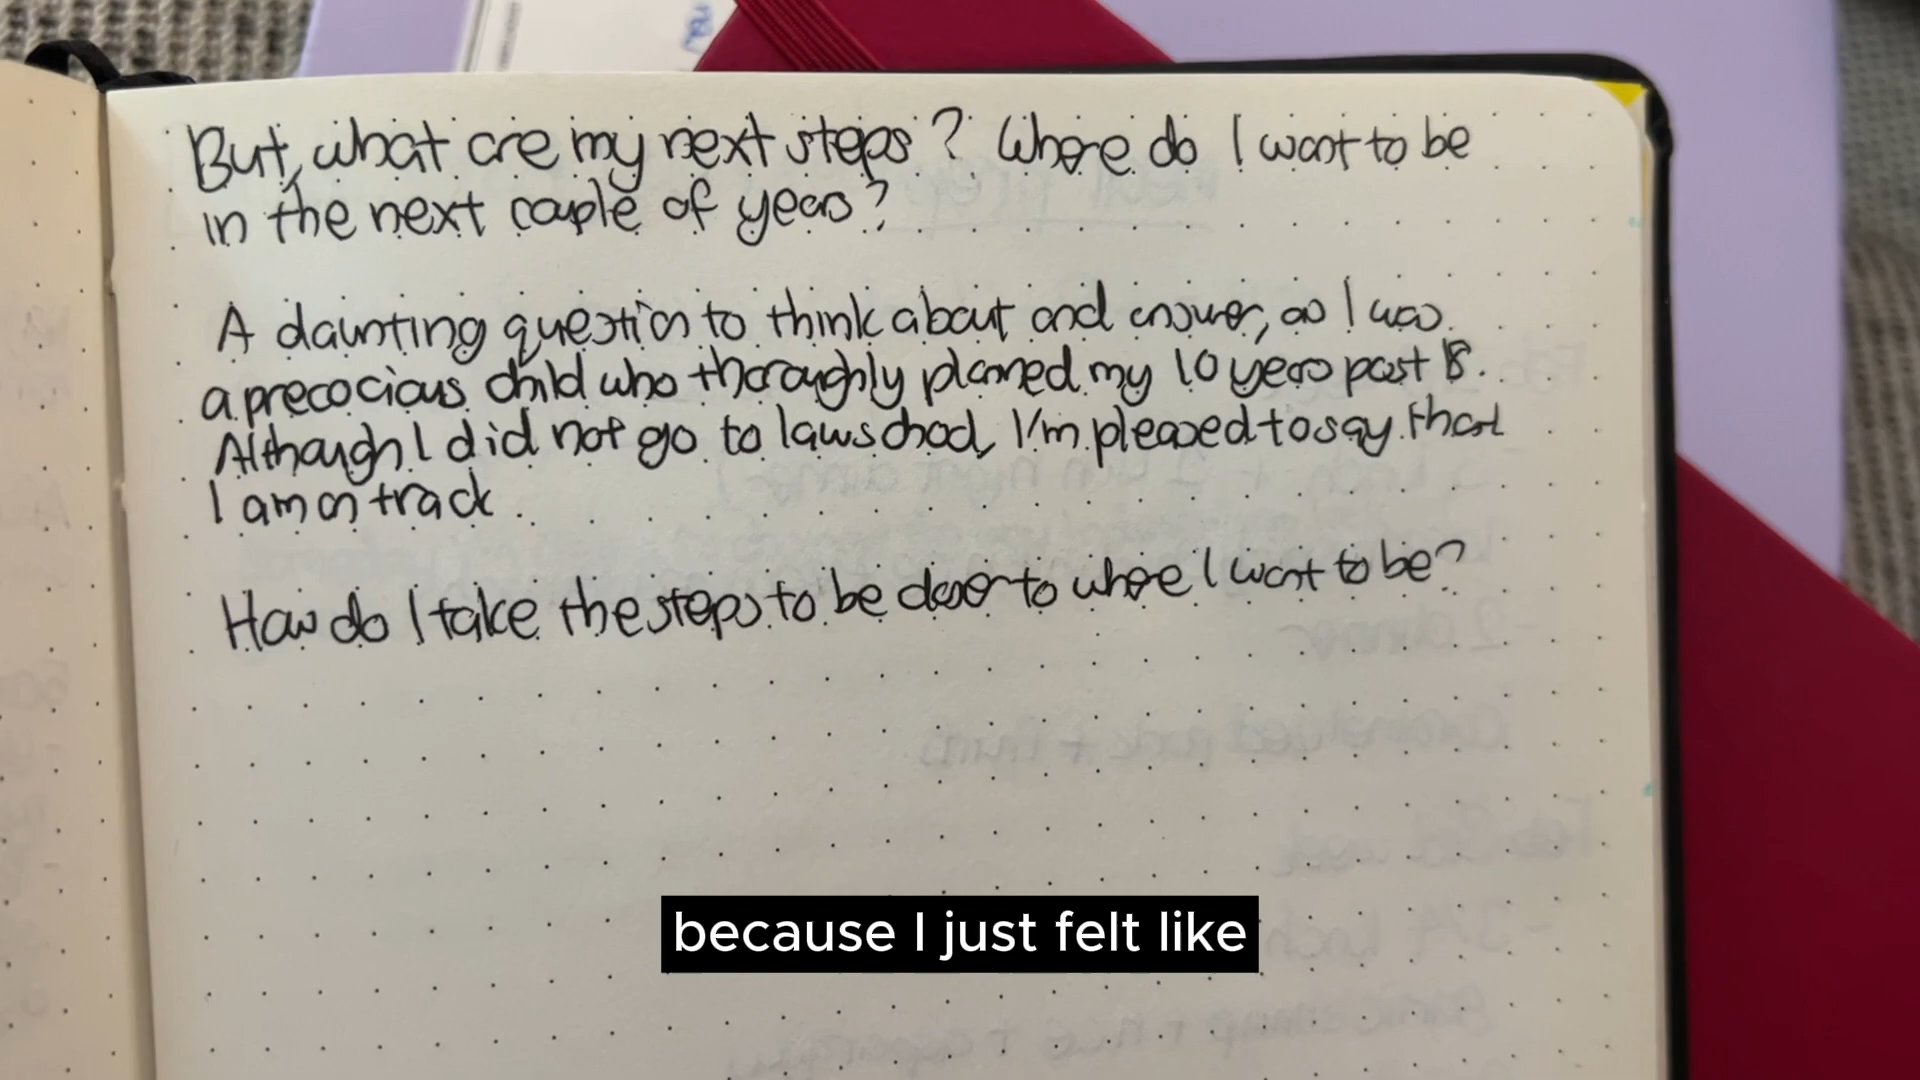 But, what are my next steps? Where do I want to be
in the next couple of years?
A daunting question to think about and answer, as I was
a precocious child who thoroughly planned my 10 years post 18.
Although I did not go to law school, I'm pleased to say that
I am on track.
How do I take the steps to be closer to where I want to be?
because I just felt like